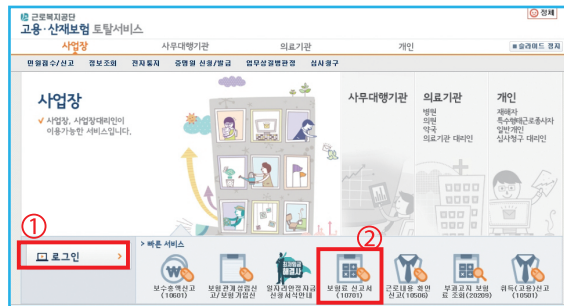 근로복지공단
고용·산재보험 토탈서비스
사업장 사무대행기관 의료기관 개인
■슬라이드 정지
민원접수/신고 정보조회 전자통지 증명원 신청/발급 업무상질병판정 심사청구
사업장
✓ 사업장, 사업장대리인이
이용가능한 서비스입니다.
사무대행기관
의료기관
병원
의원
약국
의료기관 대리인
개인
재해자
특수형태근로종사자
일반개인
심사청구 대리인
①
로그인 >
> 빠른 서비스
②
보수총액신고
(10601)
보험관계성립신
고/보험가입신
일자리안정자금
신청서식안내
보험료 신고서
(10701)
근로내용 확인
신고(10506)
부과고지 보험
료 조회(20209)
취득(고용)신고
(10501)